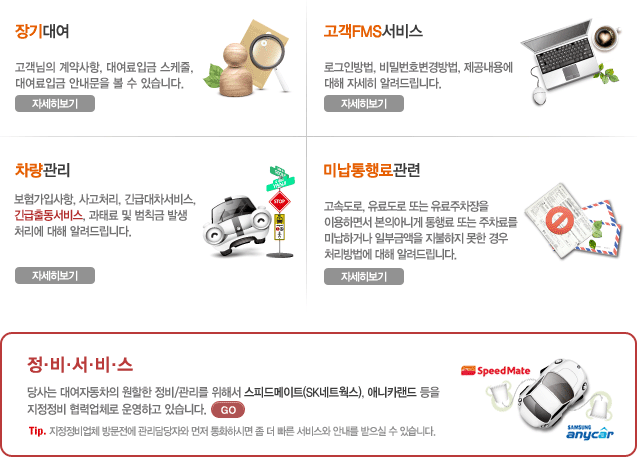 장기대여
고객님의 계약사항, 대여료입금 스케줄,
대여료입금 안내문을 볼 수 있습니다.
자세히보기
고객FMS서비스
로그인방법, 비밀번호변경방법, 제공내용에
대해 자세히 알려드립니다.
자세히보기
차량관리
보험가입사항, 사고처리, 긴급대차서비스,
긴급출동서비스, 과태료 및 범칙금 발생
처리에 대해 알려드립니다.
자세히보기
STOP
미납통행료관련
고속도로, 유료도로 또는 유료주차장을
이용하면서 본의아니게 통행료 또는 주차료를
미납하거나 일부금액을 지불하지 못한 경우
처리방법에 대해 알려드립니다.
자세히보기
정·비·서·비·스
당사는 대여자동차의 원할한 정비/관리를 위해서 스피드메이트(SK네트웍스), 애니카랜드 등을
지정정비 협력업체로 운영하고 있습니다. GO
Tip. 지정정비업체 방문전에 관리담당자와 먼저 통화하시면 좀 더 빠른 서비스와 안내를 받으실 수 있습니다.
SpeedMate
SAMSUNG
anycar